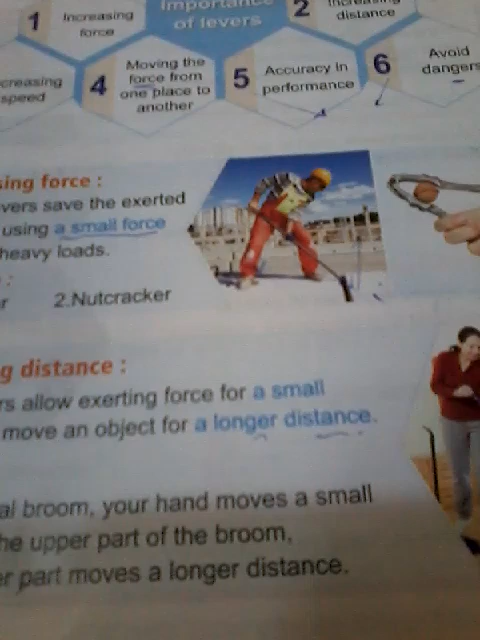 Importance
of levers
1 Increasing
force
2 Increasing
distance
creasing
speed
4 Moving the
force from
one place to
another
5 Accuracy in
performance
6 Avoid
dangers
sing force :
vers save the exerted
using a small force
heavy loads.
:
r 2.Nutcracker
g distance :
rs allow exerting force for a small
move an object for a longer distance.
al broom, your hand moves a small
he upper part of the broom,
er part moves a longer distance.